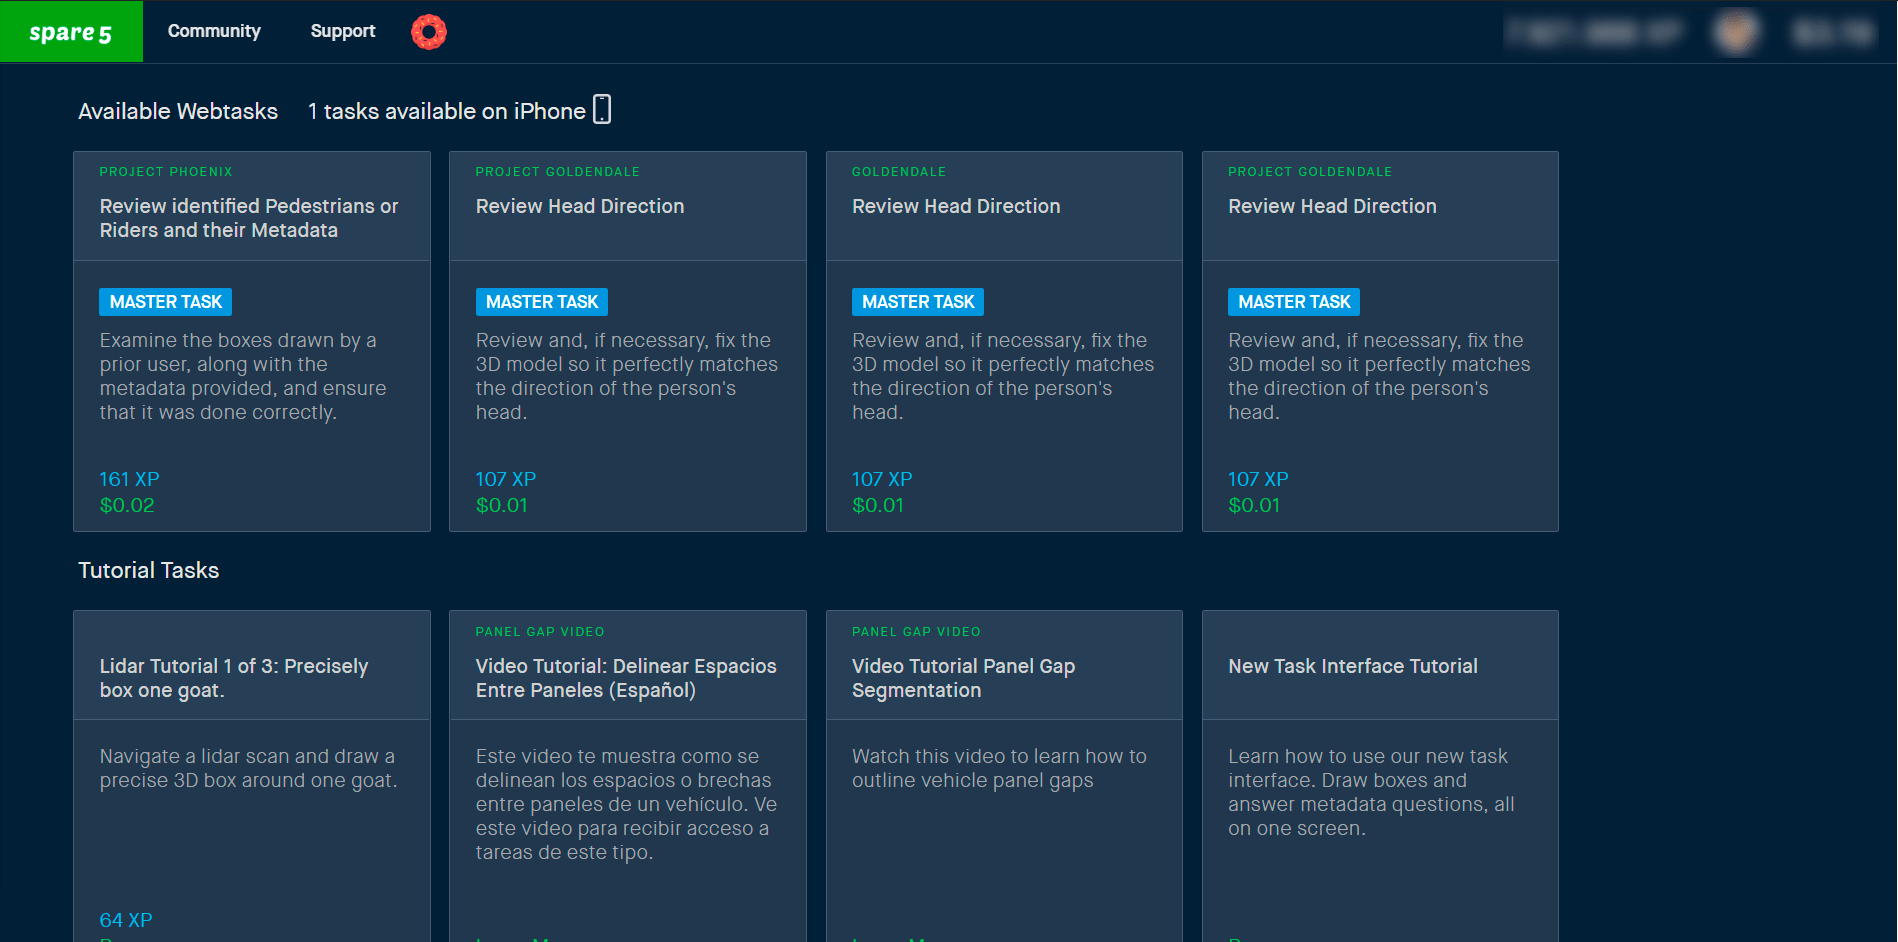 spare5 Community Support
Available Webtasks 1 tasks available on iPhone
PROJECT PHOENIX
Review identified Pedestrians or
Riders and their Metadata
MASTER TASK
Examine the boxes drawn by a
prior user, along with the
metadata provided, and ensure
that it was done correctly.
161 XP
$0.02
PROJECT GOLDENDALE
Review Head Direction
MASTER TASK
Review and, if necessary, fix the
3D model so it perfectly matches
the direction of the person's
head.
107 XP
$0.01
GOLDENDALE
Review Head Direction
MASTER TASK
Review and, if necessary, fix the
3D model so it perfectly matches
the direction of the person's
head.
107 XP
$0.01
PROJECT GOLDENDALE
Review Head Direction
MASTER TASK
Review and, if necessary, fix the
3D model so it perfectly matches
the direction of the person's
head.
107 XP
$0.01
Tutorial Tasks
Lidar Tutorial 1 of 3: Precisely
box one goat.
Navigate a lidar scan and draw a
precise 3D box around one goat.
64 XP
PANEL GAP VIDEO
Video Tutorial: Delinear Espacios
Entre Paneles (Español)
Este video te muestra como se
delinean los espacios o brechas
entre paneles de un vehículo. Ve
este video para recibir acceso a
tareas de este tipo.
PANEL GAP VIDEO
Video Tutorial Panel Gap
Segmentation
Watch this video to learn how to
outline vehicle panel gaps
New Task Interface Tutorial
Learn how to use our new task
interface. Draw boxes and
answer metadata questions, all
on one screen.